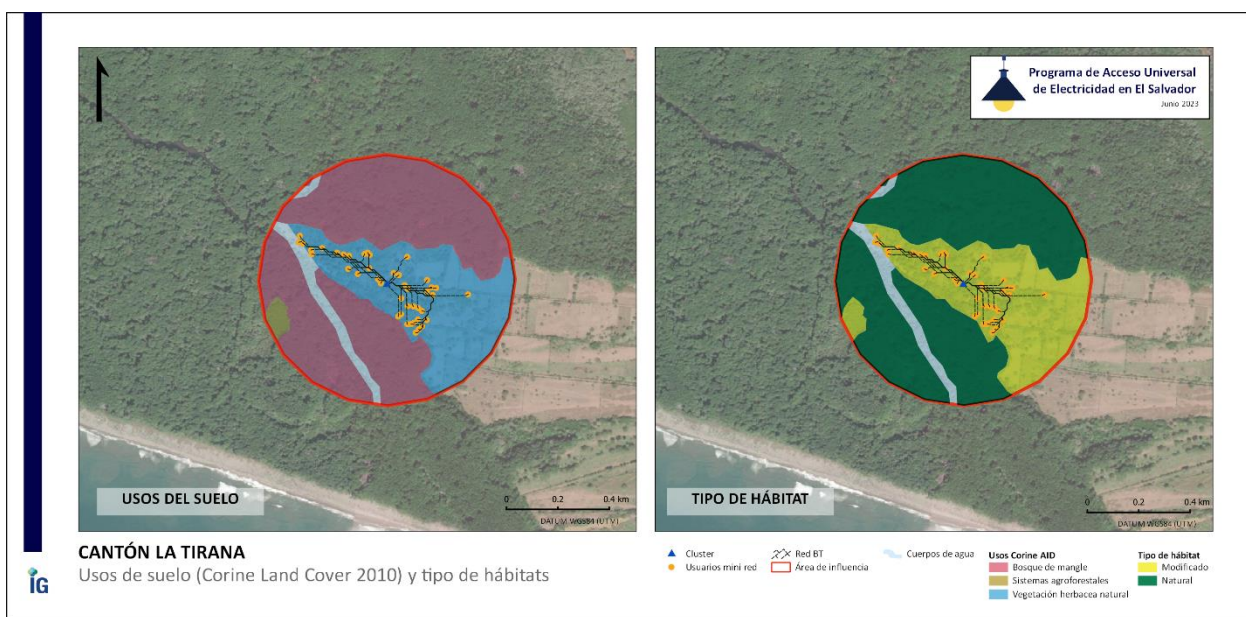 Programa de Acceso Universal
de Electricidad en El Salvador
Junio 2023
USOS DEL SUELO
0 0.2 0.4 km
DATUM WGS84 (UTM)
TIPO DE HÁBITAT
0 0.2 0.4 km
DATUM WGS84 (UTM)
CANTÓN LA TIRANA
Usos de suelo (Corine Land Cover 2010) y tipo de hábitats
IG
Cluster
Usuarios mini red
Red BT
Área de influencia
Cuerpos de agua
Usos Corine AID
Bosque de mangle
Sistemas agroforestales
Vegetación herbacea natural
Tipo de hábitat
Modificado
Natural